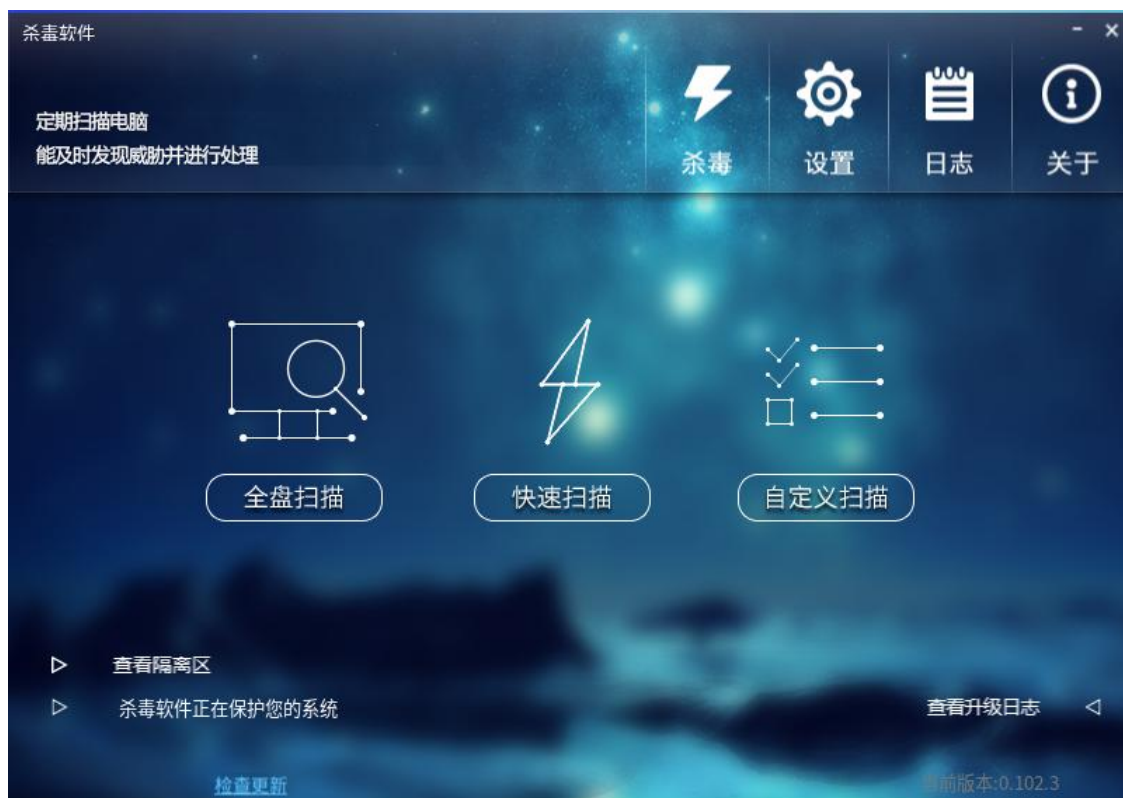 杀毒软件
定期扫描电脑
能及时发现威胁并进行处理
杀毒 设置 日志 关于
全盘扫描 快速扫描 自定义扫描
查看隔离区
杀毒软件正在保护您的系统
查看升级日志
检查更新
当前版本:0.102.3